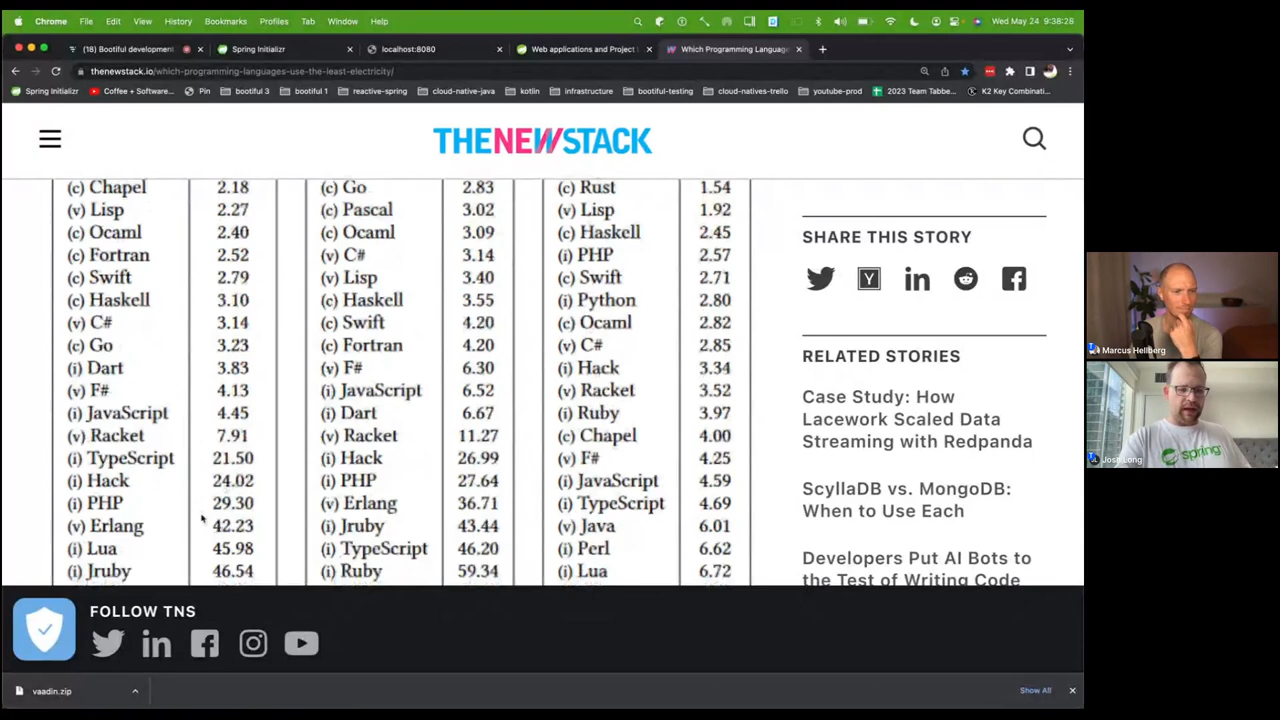 Chrome File Edit View History Bookmarks Profiles Tab Window Help Wed May 24 9:38:28
(18) Bootiful development Spring Initializr localhost:8080 Web applications and Project Which Programming Language
thenewstack.io/which-programming-languages-use-the-least-electricity/
Spring Initializr Coffee + Software... Pin bootiful 3 bootiful 1 reactive-spring cloud-native-java kotlin infrastructure bootiful-testing cloud-natives-trello youtube-prod 2023 Team Tabbe... K2 Key Combinati...
THENEWSTACK
(c) Chapel 2.18 (c) Go 2.83 (c) Rust 1.54
(v) Lisp 2.27 (c) Pascal 3.02 (v) Lisp 1.92
(c) Ocaml 2.40 (c) Ocaml 3.09 (c) Haskell 2.45
(c) Fortran 2.52 (v) C# 3.14 (i) PHP 2.57
(c) Swift 2.79 (v) Lisp 3.40 (c) Swift 2.71
(c) Haskell 3.10 (c) Haskell 3.55 (i) Python 2.80
(v) C# 3.14 (c) Swift 4.20 (c) Ocaml 2.82
(c) Go 3.23 (c) Fortran 4.20 (v) C# 2.85
(i) Dart 3.83 (v) F# 6.30 (i) Hack 3.34
(v) F# 4.13 (i) JavaScript 6.52 (v) Racket 3.52
(i) JavaScript 4.45 (i) Dart 6.67 (i) Ruby 3.97
(v) Racket 7.91 (v) Racket 11.27 (c) Chapel 4.00
(i) TypeScript 21.50 (i) Hack 26.99 (v) F# 4.25
(i) Hack 24.02 (i) PHP 27.64 (i) JavaScript 4.59
(i) PHP 29.30 (v) Erlang 36.71 (i) TypeScript 4.69
(v) Erlang 42.23 (i) Jruby 43.44 (v) Java 6.01
(i) Lua 45.98 (i) TypeScript 46.20 (i) Perl 6.62
(i) Jruby 46.54 (i) Ruby 59.34 (i) Lua 6.72
SHARE THIS STORY
RELATED STORIES
Case Study: How
Lacework Scaled Data
Streaming with Redpanda
ScyllaDB vs. MongoDB:
When to Use Each
Developers Put AI Bots to
the Test of Writing Code
FOLLOW TNS
vaadin.zip
Show All
Marcus Hellberg
Josh Long
spring